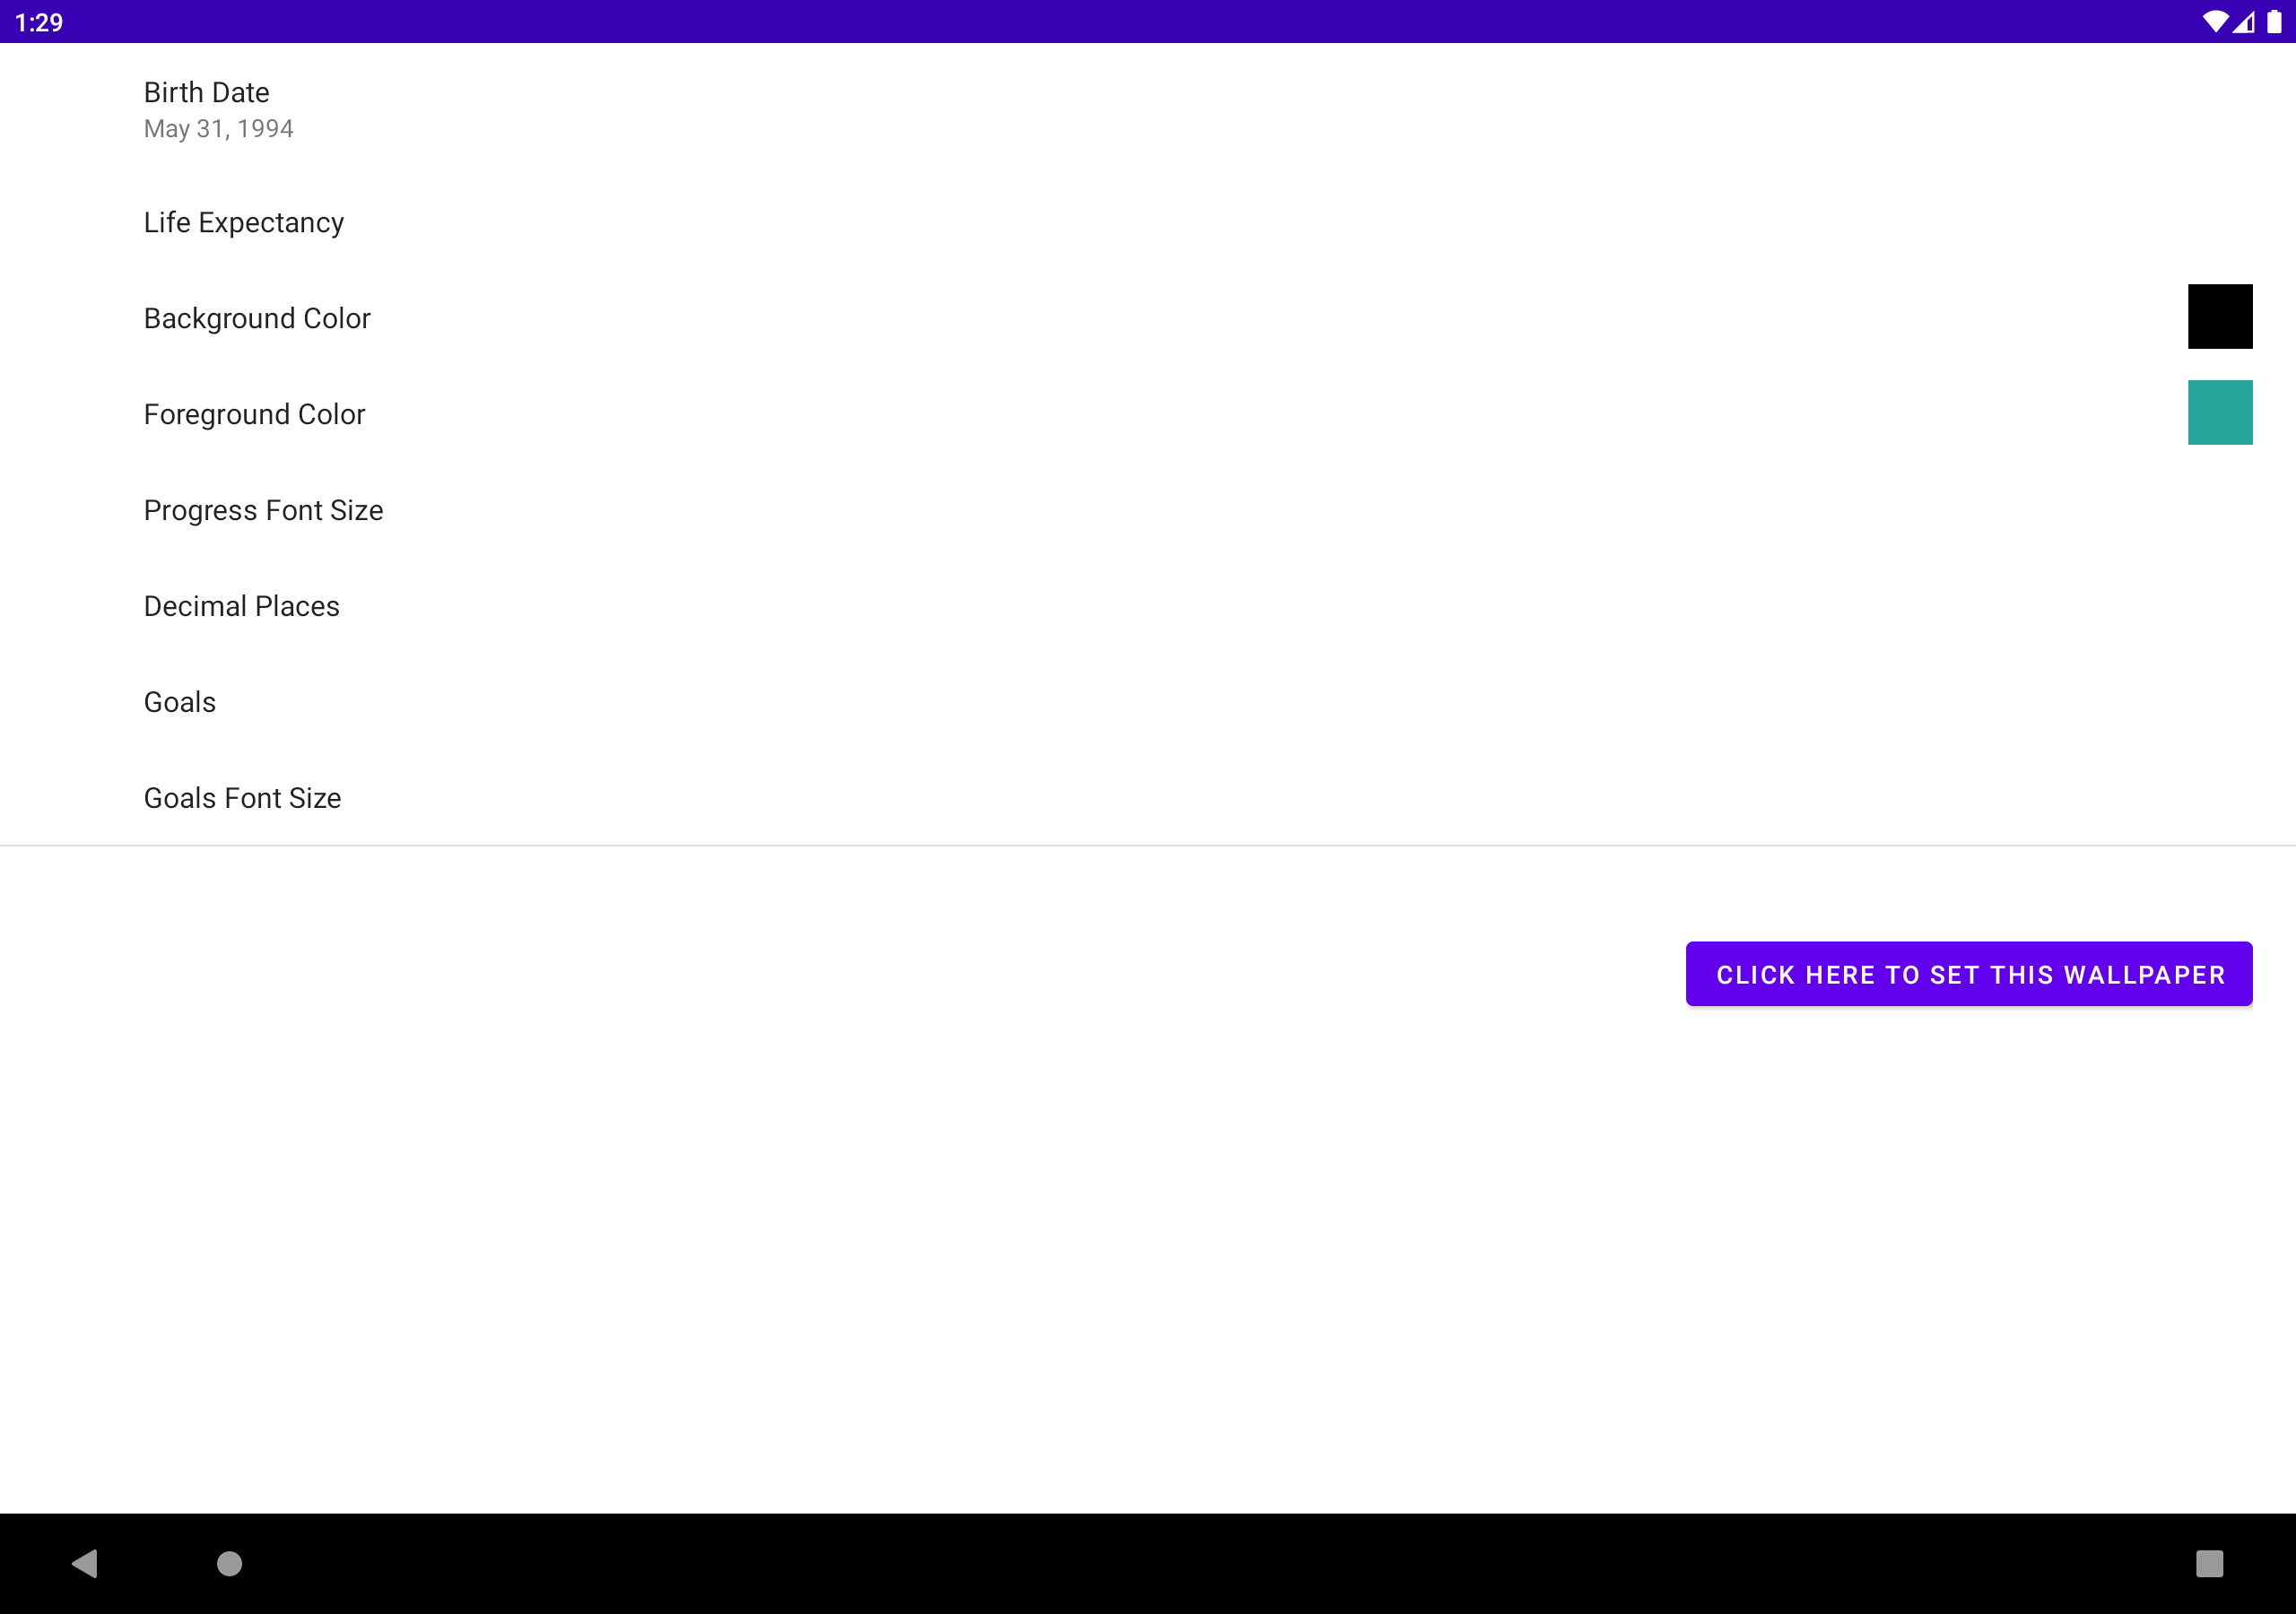 1:29
Birth Date
May 31, 1994
Life Expectancy
Background Color
Foreground Color
Progress Font Size
Decimal Places
Goals
Goals Font Size
CLICK HERE TO SET THIS WALLPAPER